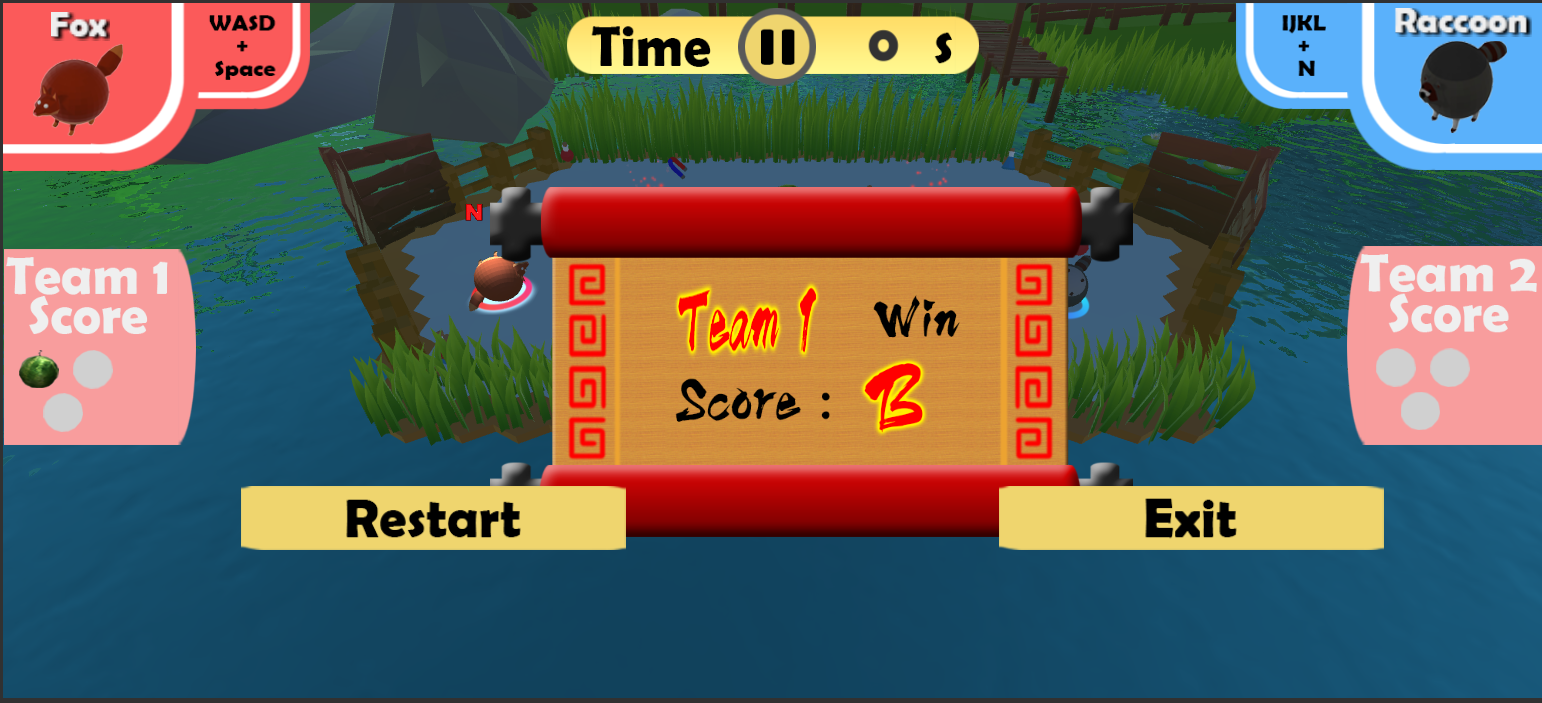 Fox
WASD
+
Space
Time 0 s
IJKL
+
N
Raccoon
N
Team 1
Score
Team 1 Win
Score : B
Team 2
Score
Restart
Exit